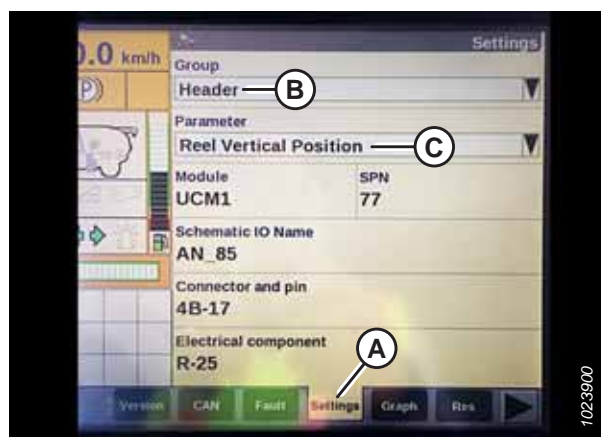 0.0 km/h
Settings
Group
Header
B
(P)
Parameter
Reel Vertical Position
C
Module SPN
UCM1 77
Schematic IO Name
AN_85
Connector and pin
4B-17
Electrical component
R-25
A
Version CAN Fault Settings Graph Res
1023900